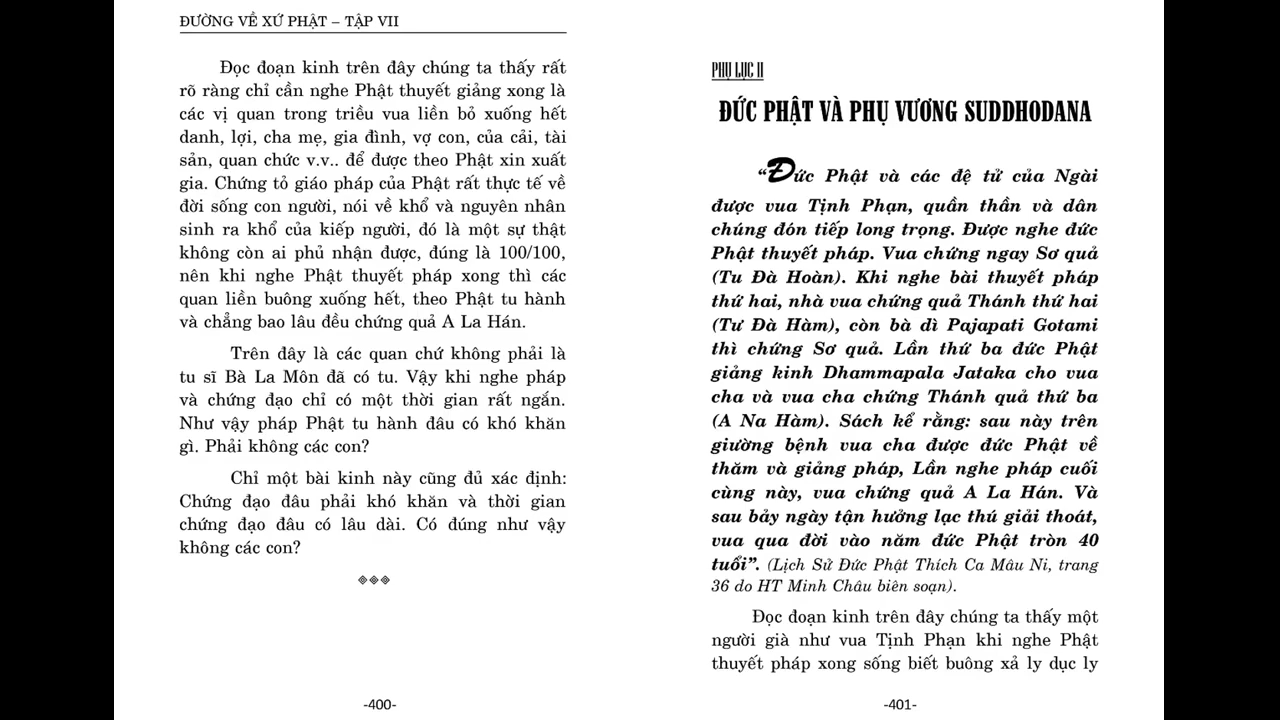 ĐƯỜNG VỀ XỨ PHẬT – TẬP VII
Đọc đoạn kinh trên đây chúng ta thấy rất
rõ ràng chỉ cần nghe Phật thuyết giảng xong là
các vị quan trong triều vua liền bỏ xuống hết
danh, lợi, cha mẹ, gia đình, vợ con, của cải, tài
sản, quan chức v.v.. để được theo Phật xin xuất
gia. Chứng tỏ giáo pháp của Phật rất thực tế về
đời sống con người, nói về khổ và nguyên nhân
sinh ra khổ của kiếp người, đó là một sự thật
không còn ai phủ nhận được, đúng là 100/100,
nên khi nghe Phật thuyết pháp xong thì các
quan liền buông xuống hết, theo Phật tu hành
và chẳng bao lâu đều chứng quả A La Hán.
Trên đây là các quan chứ không phải là
tu sĩ Bà La Môn đã có tu. Vậy khi nghe pháp
và chứng đạo chỉ có một thời gian rất ngắn.
Như vậy pháp Phật tu hành đâu có khó khăn
gì. Phải không các con?
Chỉ một bài kinh này cũng đủ xác định:
Chứng đạo đâu phải khó khăn và thời gian
chứng đạo đâu có lâu dài. Có đúng như vậy
không các con?
-400-
PHỤ LỤC II
ĐỨC PHẬT VÀ PHỤ VƯƠNG SUDDHODANA
“Đức Phật và các đệ tử của Ngài
được vua Tịnh Phạn, quần thần và dân
chúng đón tiếp long trọng. Được nghe đức
Phật thuyết pháp. Vua chứng ngay Sơ quả
(Tu Đà Hoàn). Khi nghe bài thuyết pháp
thứ hai, nhà vua chứng quả Thánh thứ hai
(Tư Đà Hàm), còn bà dì Pajapati Gotami
thì chứng Sơ quả. Lần thứ ba đức Phật
giảng kinh Dhammapala Jataka cho vua
cha và vua cha chứng Thánh quả thứ ba
(A Na Hàm). Sách kể rằng: sau này trên
giường bệnh vua cha được đức Phật về
thăm và giảng pháp, Lần nghe pháp cuối
cùng này, vua chứng quả A La Hán. Và
sau bảy ngày tận hưởng lạc thú giải thoát,
vua qua đời vào năm đức Phật tròn 40
tuổi”. (Lịch Sử Đức Phật Thích Ca Mâu Ni, trang
36 do HT Minh Châu biên soạn).
Đọc đoạn kinh trên đây chúng ta thấy một
người già như vua Tịnh Phạn khi nghe Phật
thuyết pháp xong sống biết buông xả ly dục ly
-401-